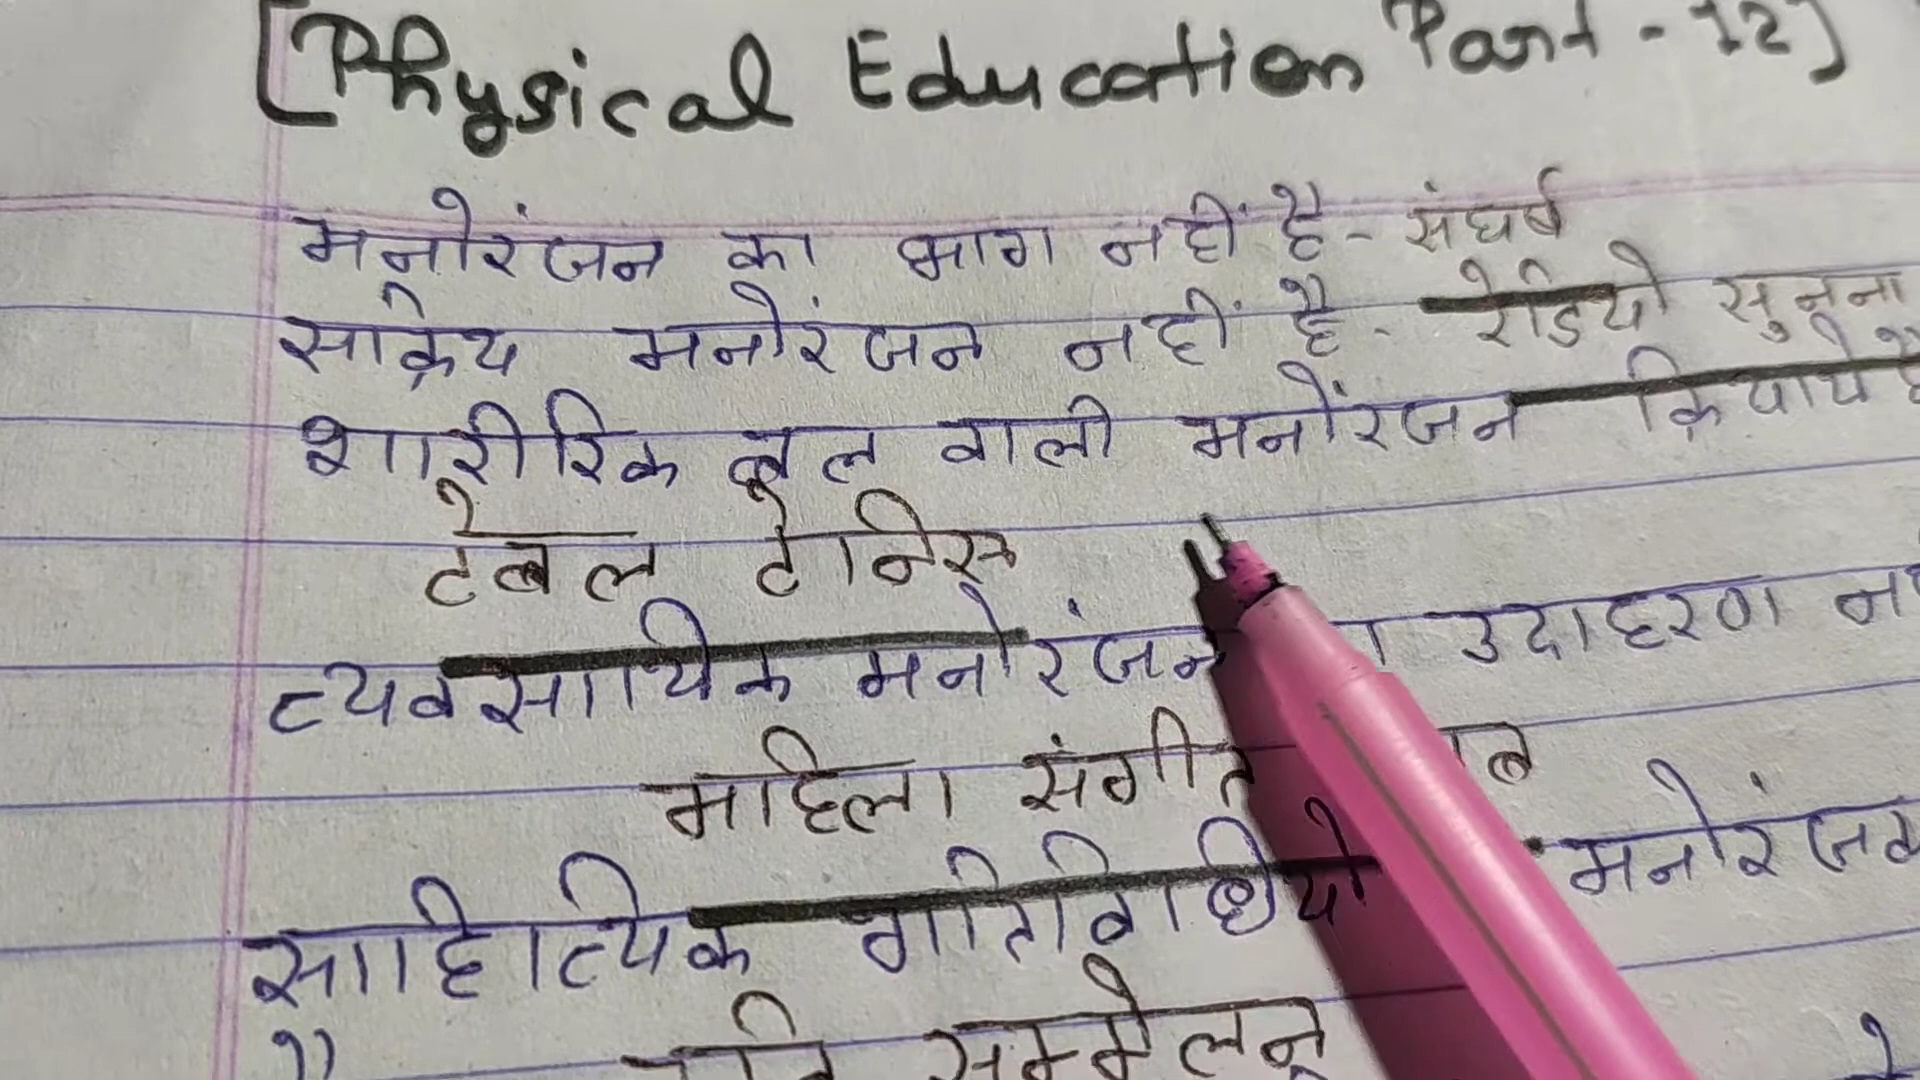 [Physical Education Part - 12]
मनोरंजन का भाग नहीं है - संघर्ष
सक्रिय मनोरंजन नहीं है - रेडियो सुनना
शारीरिक बल वाली मनोरंजन क्रियाये है
टेबल टेनिस
व्यवसायिक मनोरंजन उदाहरण
महिला संगीत
साहित्यिक गतिविधियो मनोरंजन
सम्मेलन